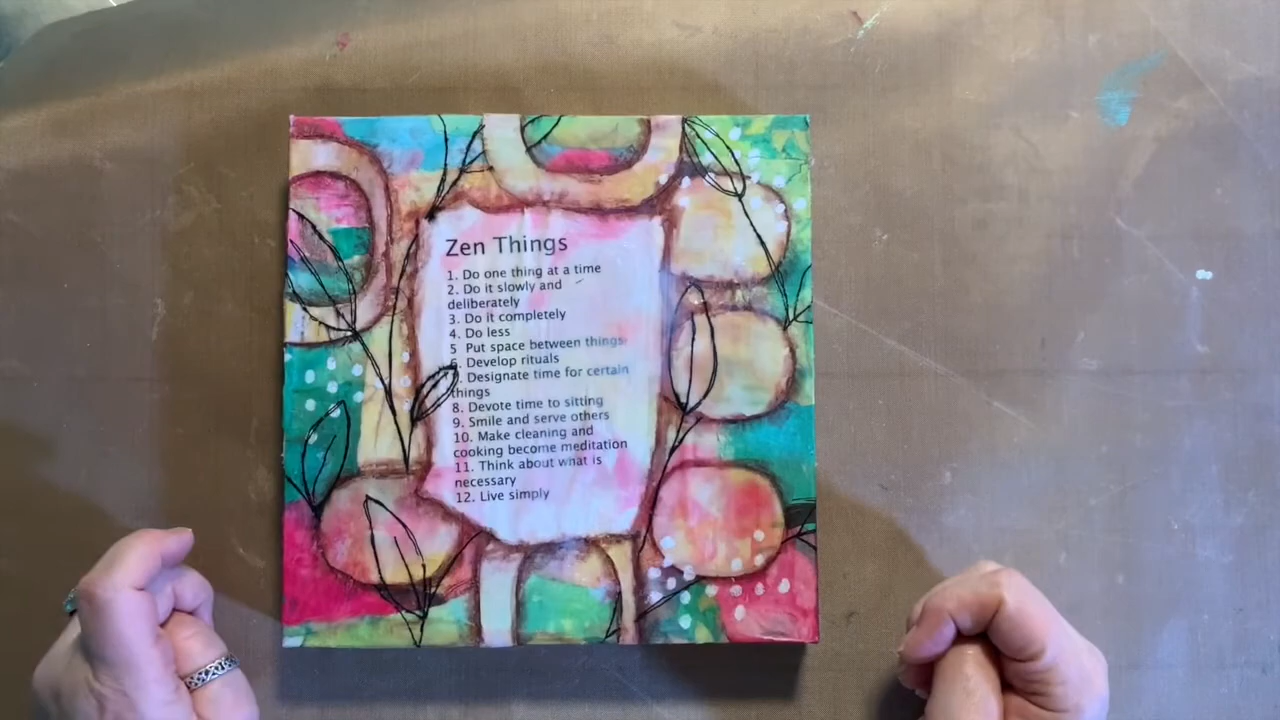 Zen Things
1. Do one thing at a time
2. Do it slowly and
deliberately
3. Do it completely
4. Do less
5 Put space between things
6. Develop rituals
. Designate time for certain
things
8. Devote time to sitting
9. Smile and serve others
10. Make cleaning and
cooking become meditation
11. Think about what is
necessary
12. Live simply